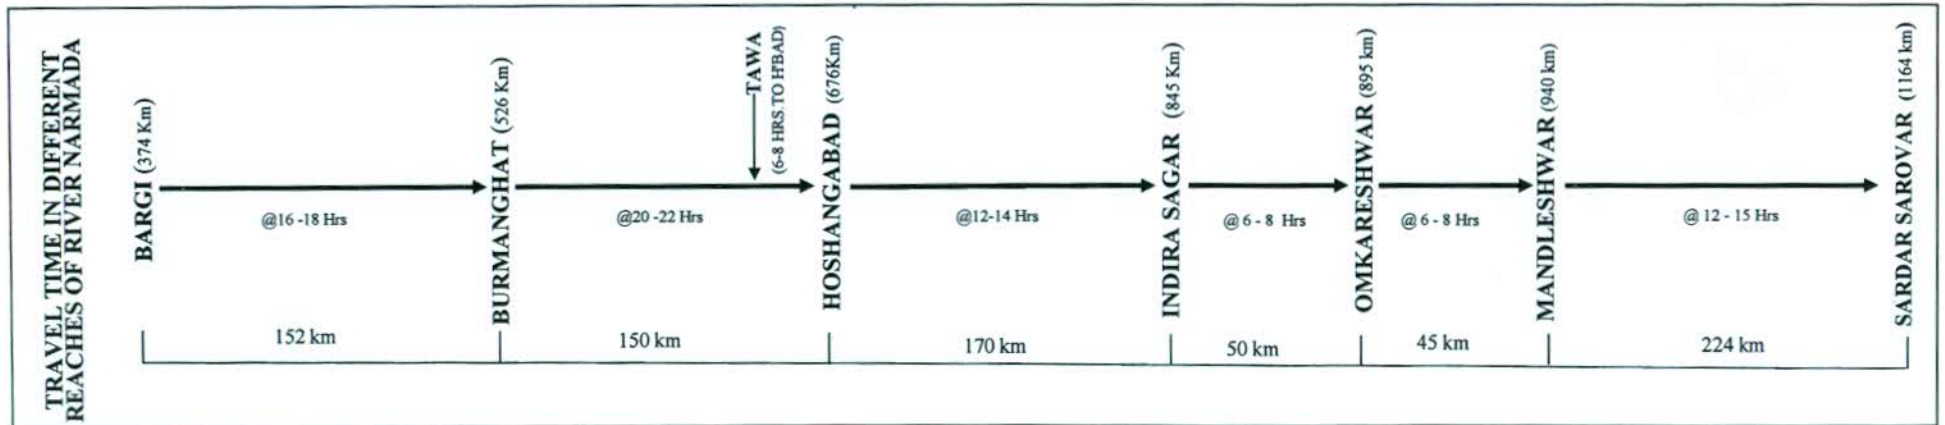 TRAVEL TIME IN DIFFERENT
REACHES OF RIVER NARMADA
BARGI (374 Km)
@16 -18 Hrs
BURMANGHAT (526 Km)
@20 -22 Hrs
TAWA
(6-8 HRS.TO H'BAD)
HOSHANGABAD (676Km)
@12-14 Hrs
INDIRA SAGAR (845 Km)
@ 6 - 8 Hrs
OMKARESHWAR (895 km)
@ 6 - 8 Hrs
MANDLESHWAR (940 km)
@ 12 - 15 Hrs
SARDAR SAROVAR (1164 km)
152 km
150 km
170 km
50 km
45 km
224 km